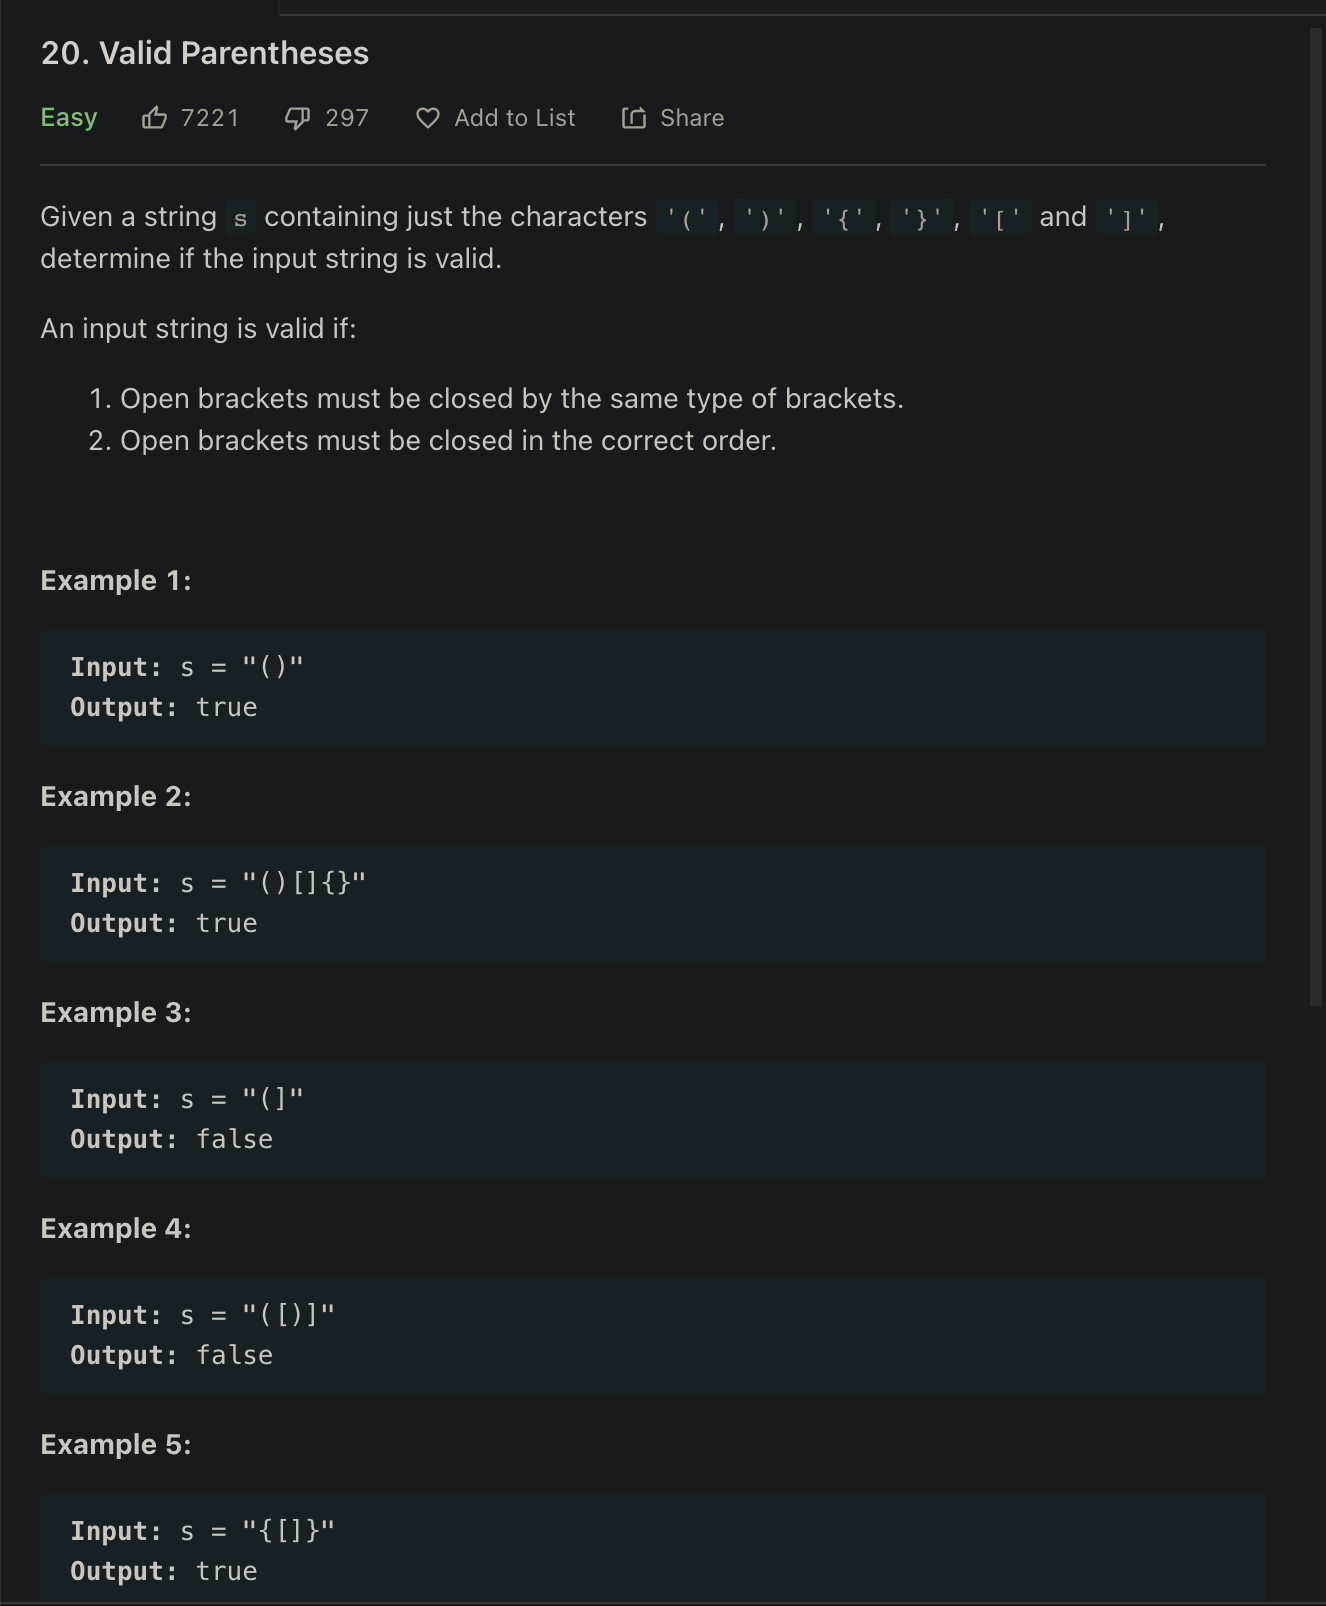 20. Valid Parentheses
Easy 7221 297 Add to List Share
Given a string s containing just the characters '(', ')', '{', '}', '[' and ']',
determine if the input string is valid.
An input string is valid if:
1. Open brackets must be closed by the same type of brackets.
2. Open brackets must be closed in the correct order.
Example 1:
Input: s = "()"
Output: true
Example 2:
Input: s = "()[]{}"
Output: true
Example 3:
Input: s = "(]"
Output: false
Example 4:
Input: s = "([)]"
Output: false
Example 5:
Input: s = "{[]}"
Output: true